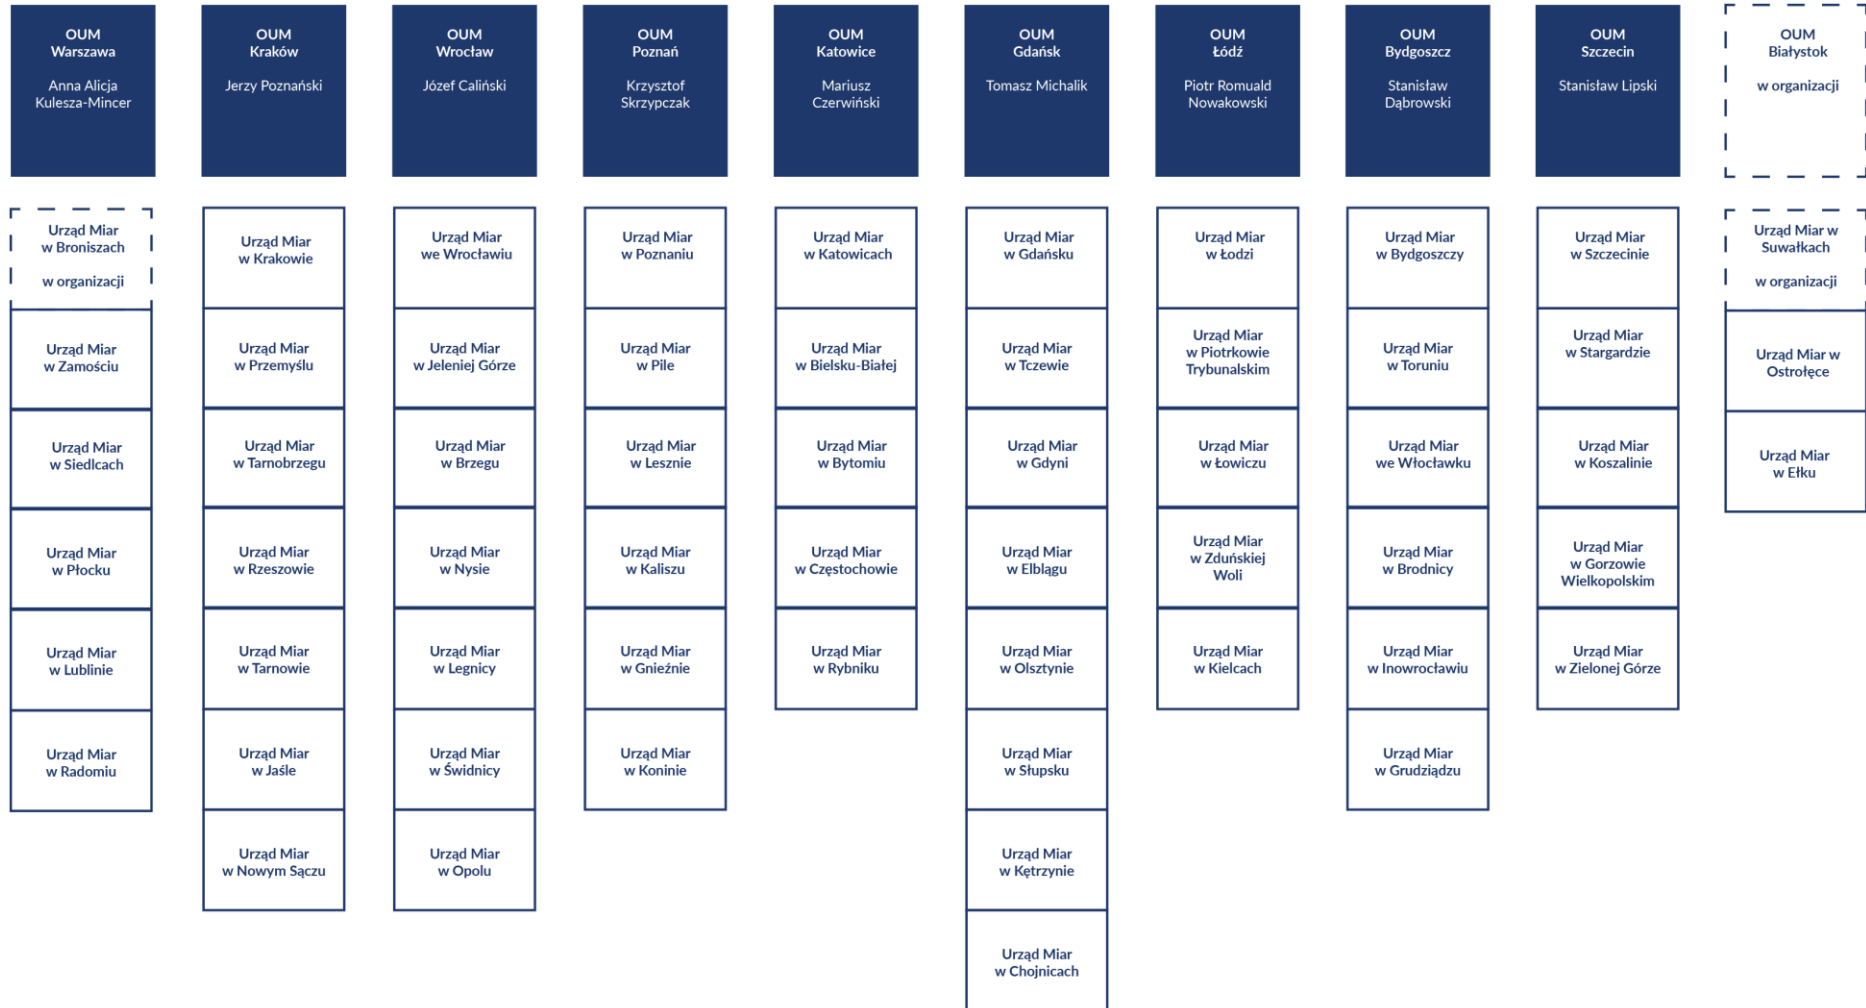 OUM
Warszawa
Anna Alicja
Kulesza-Mincer
OUM
Kraków
Jerzy Poznański
OUM
Wrocław
Józef Caliński
OUM
Poznań
Krzysztof
Skrzypczak
OUM
Katowice
Mariusz
Czerwiński
OUM
Gdańsk
Tomasz Michalik
OUM
Łódź
Piotr Romuald
Nowakowski
OUM
Bydgoszcz
Stanisław
Dąbrowski
OUM
Szczecin
Stanisław Lipski
OUM
Białystok
w organizacji
Urząd Miar
w Broniszach
w organizacji
Urząd Miar
w Zamościu
Urząd Miar
w Siedlcach
Urząd Miar
w Płocku
Urząd Miar
w Lublinie
Urząd Miar
w Radomiu
Urząd Miar
w Krakowie
Urząd Miar
w Przemyślu
Urząd Miar
w Tarnobrzegu
Urząd Miar
w Rzeszowie
Urząd Miar
w Tarnowie
Urząd Miar
w Jaśle
Urząd Miar
w Nowym Sączu
Urząd Miar
we Wrocławiu
Urząd Miar
w Jeleniej Górze
Urząd Miar
w Brzegu
Urząd Miar
w Nysie
Urząd Miar
w Legnicy
Urząd Miar
w Świdnicy
Urząd Miar
w Opolu
Urząd Miar
w Poznaniu
Urząd Miar
w Pile
Urząd Miar
w Lesznie
Urząd Miar
w Kaliszu
Urząd Miar
w Gnieźnie
Urząd Miar
w Koninie
Urząd Miar
w Katowicach
Urząd Miar
w Bielsku-Białej
Urząd Miar
w Bytomiu
Urząd Miar
w Częstochowie
Urząd Miar
w Rybniku
Urząd Miar
w Gdańsku
Urząd Miar
w Tczewie
Urząd Miar
w Gdyni
Urząd Miar
w Elblągu
Urząd Miar
w Olsztynie
Urząd Miar
w Słupsku
Urząd Miar
w Kętrzynie
Urząd Miar
w Chojnicach
Urząd Miar
w Łodzi
Urząd Miar
w Piotrkowie
Trybunalskim
Urząd Miar
w Łowiczu
Urząd Miar
w Zduńskiej
Woli
Urząd Miar
w Kielcach
Urząd Miar
w Bydgoszczy
Urząd Miar
w Toruniu
Urząd Miar
we Włocławku
Urząd Miar
w Brodnicy
Urząd Miar
w Inowrocławiu
Urząd Miar
w Grudziądzu
Urząd Miar
w Szczecinie
Urząd Miar
w Stargardzie
Urząd Miar
w Koszalinie
Urząd Miar
w Gorzowie
Wielkopolskim
Urząd Miar
w Zielonej Górze
Urząd Miar w
Suwałkach
w organizacji
Urząd Miar w
Ostrołęce
Urząd Miar
w Ełku